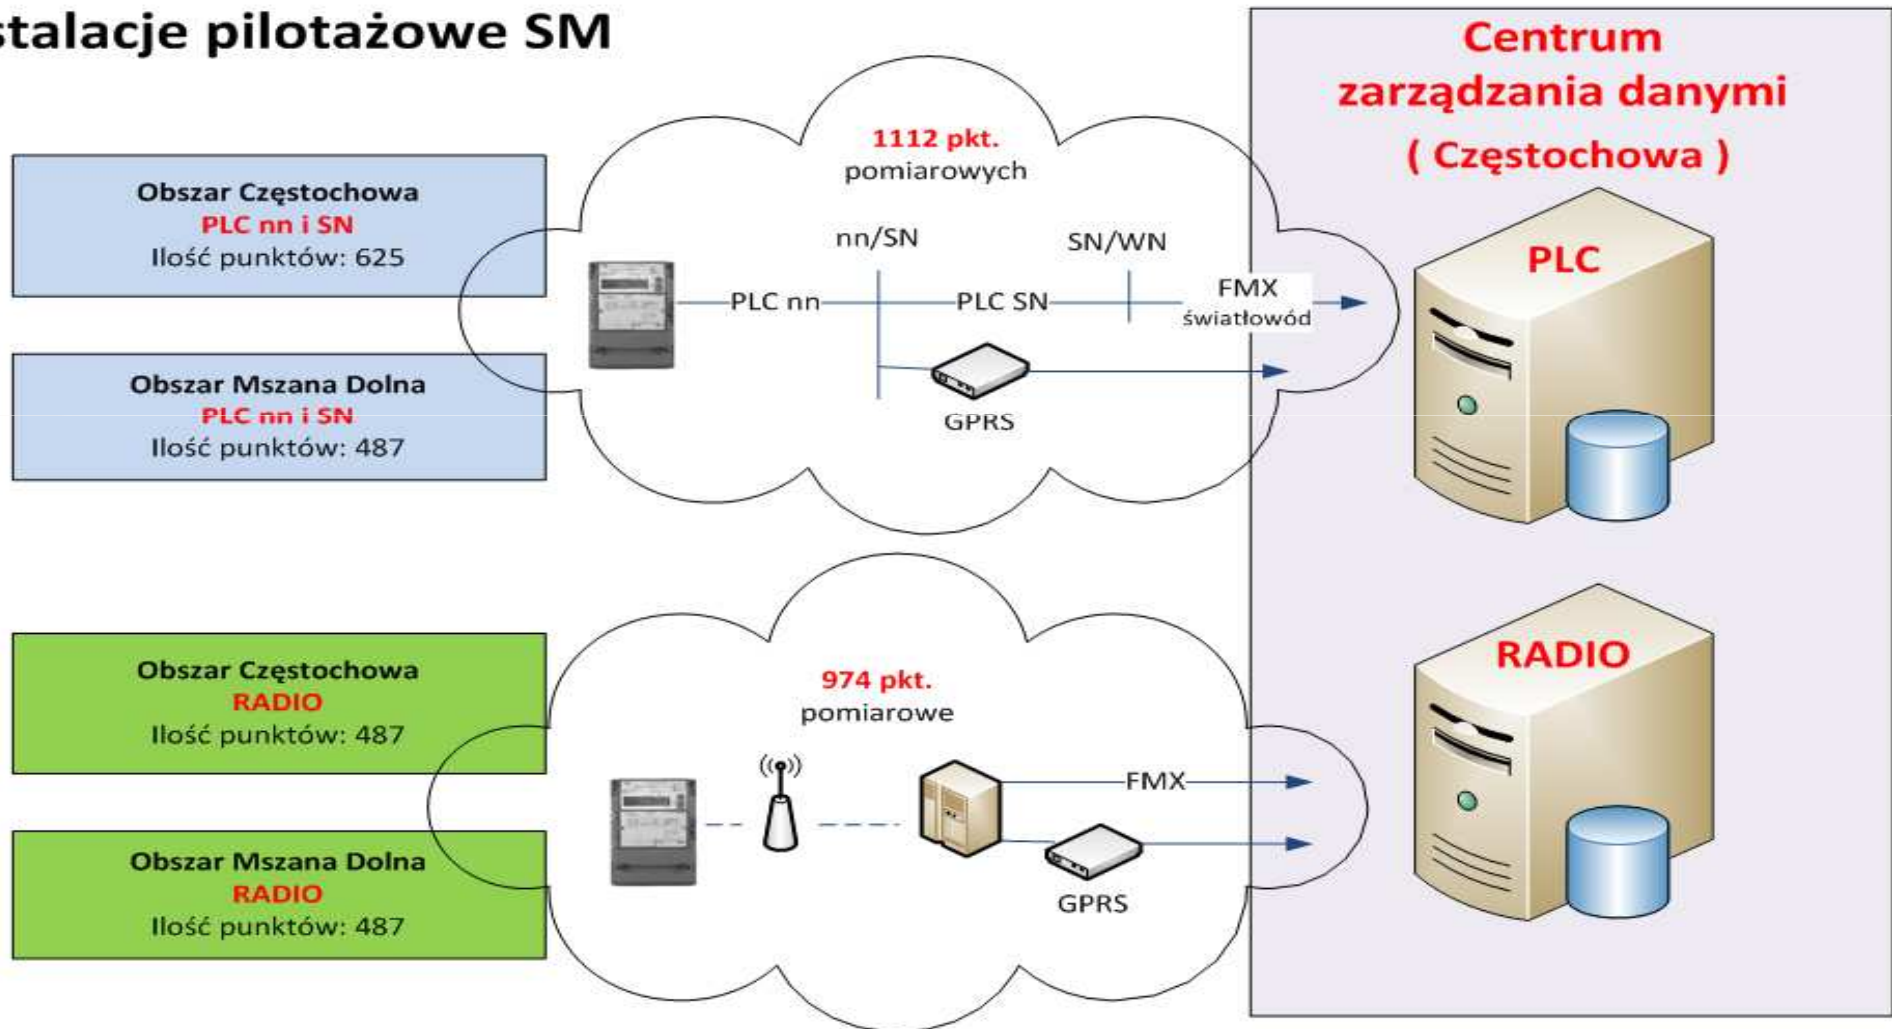 stalacje pilotażowe SM
Centrum
zarządzania danymi
( Częstochowa )
Obszar Częstochowa
PLC nn i SN
Ilość punktów: 625
Obszar Mszana Dolna
PLC nn i SN
Ilość punktów: 487
1112 pkt.
pomiarowych
nn/SN
SN/WN
PLC nn
PLC SN
FMX
światłowód
GPRS
PLC
Obszar Częstochowa
RADIO
Ilość punktów: 487
Obszar Mszana Dolna
RADIO
Ilość punktów: 487
974 pkt.
pomiarowe
FMX
GPRS
RADIO